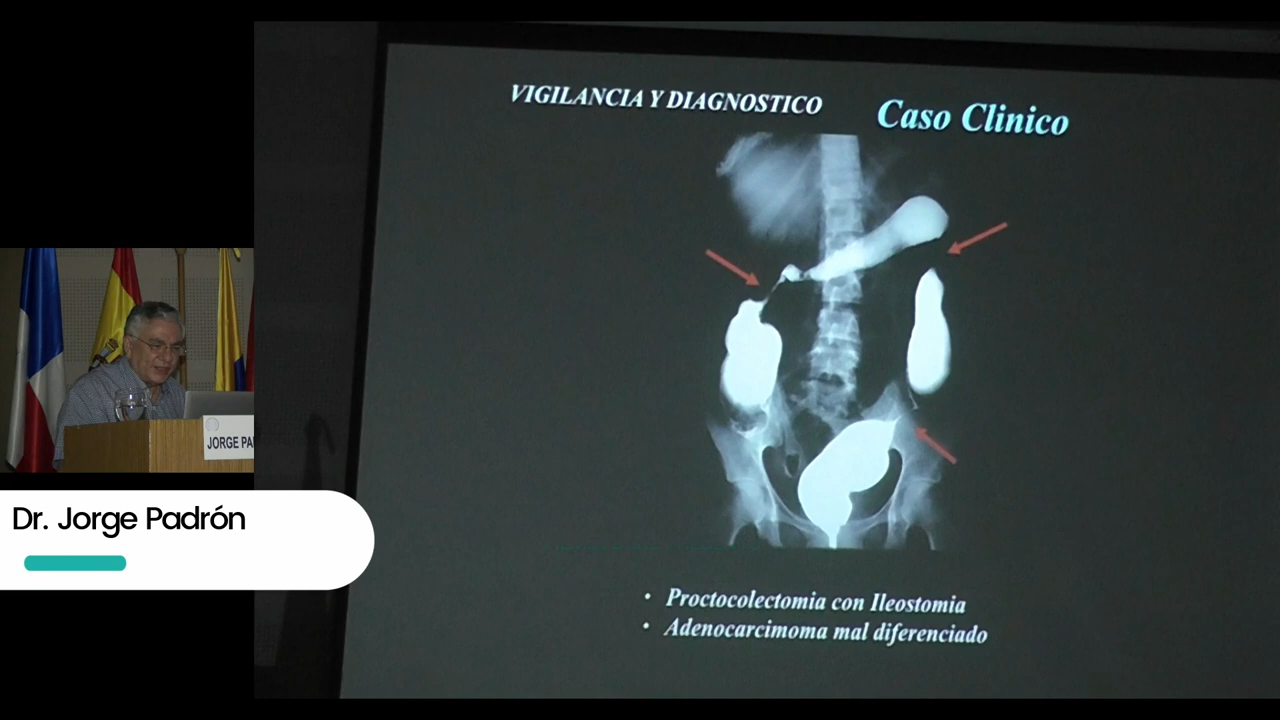 VIGILANCIA Y DIAGNOSTICO
Caso Clinico
• Proctocolectomia con Ileostomia
• Adenocarcimoma mal diferenciado
JORGE PA
Dr. Jorge Padrón